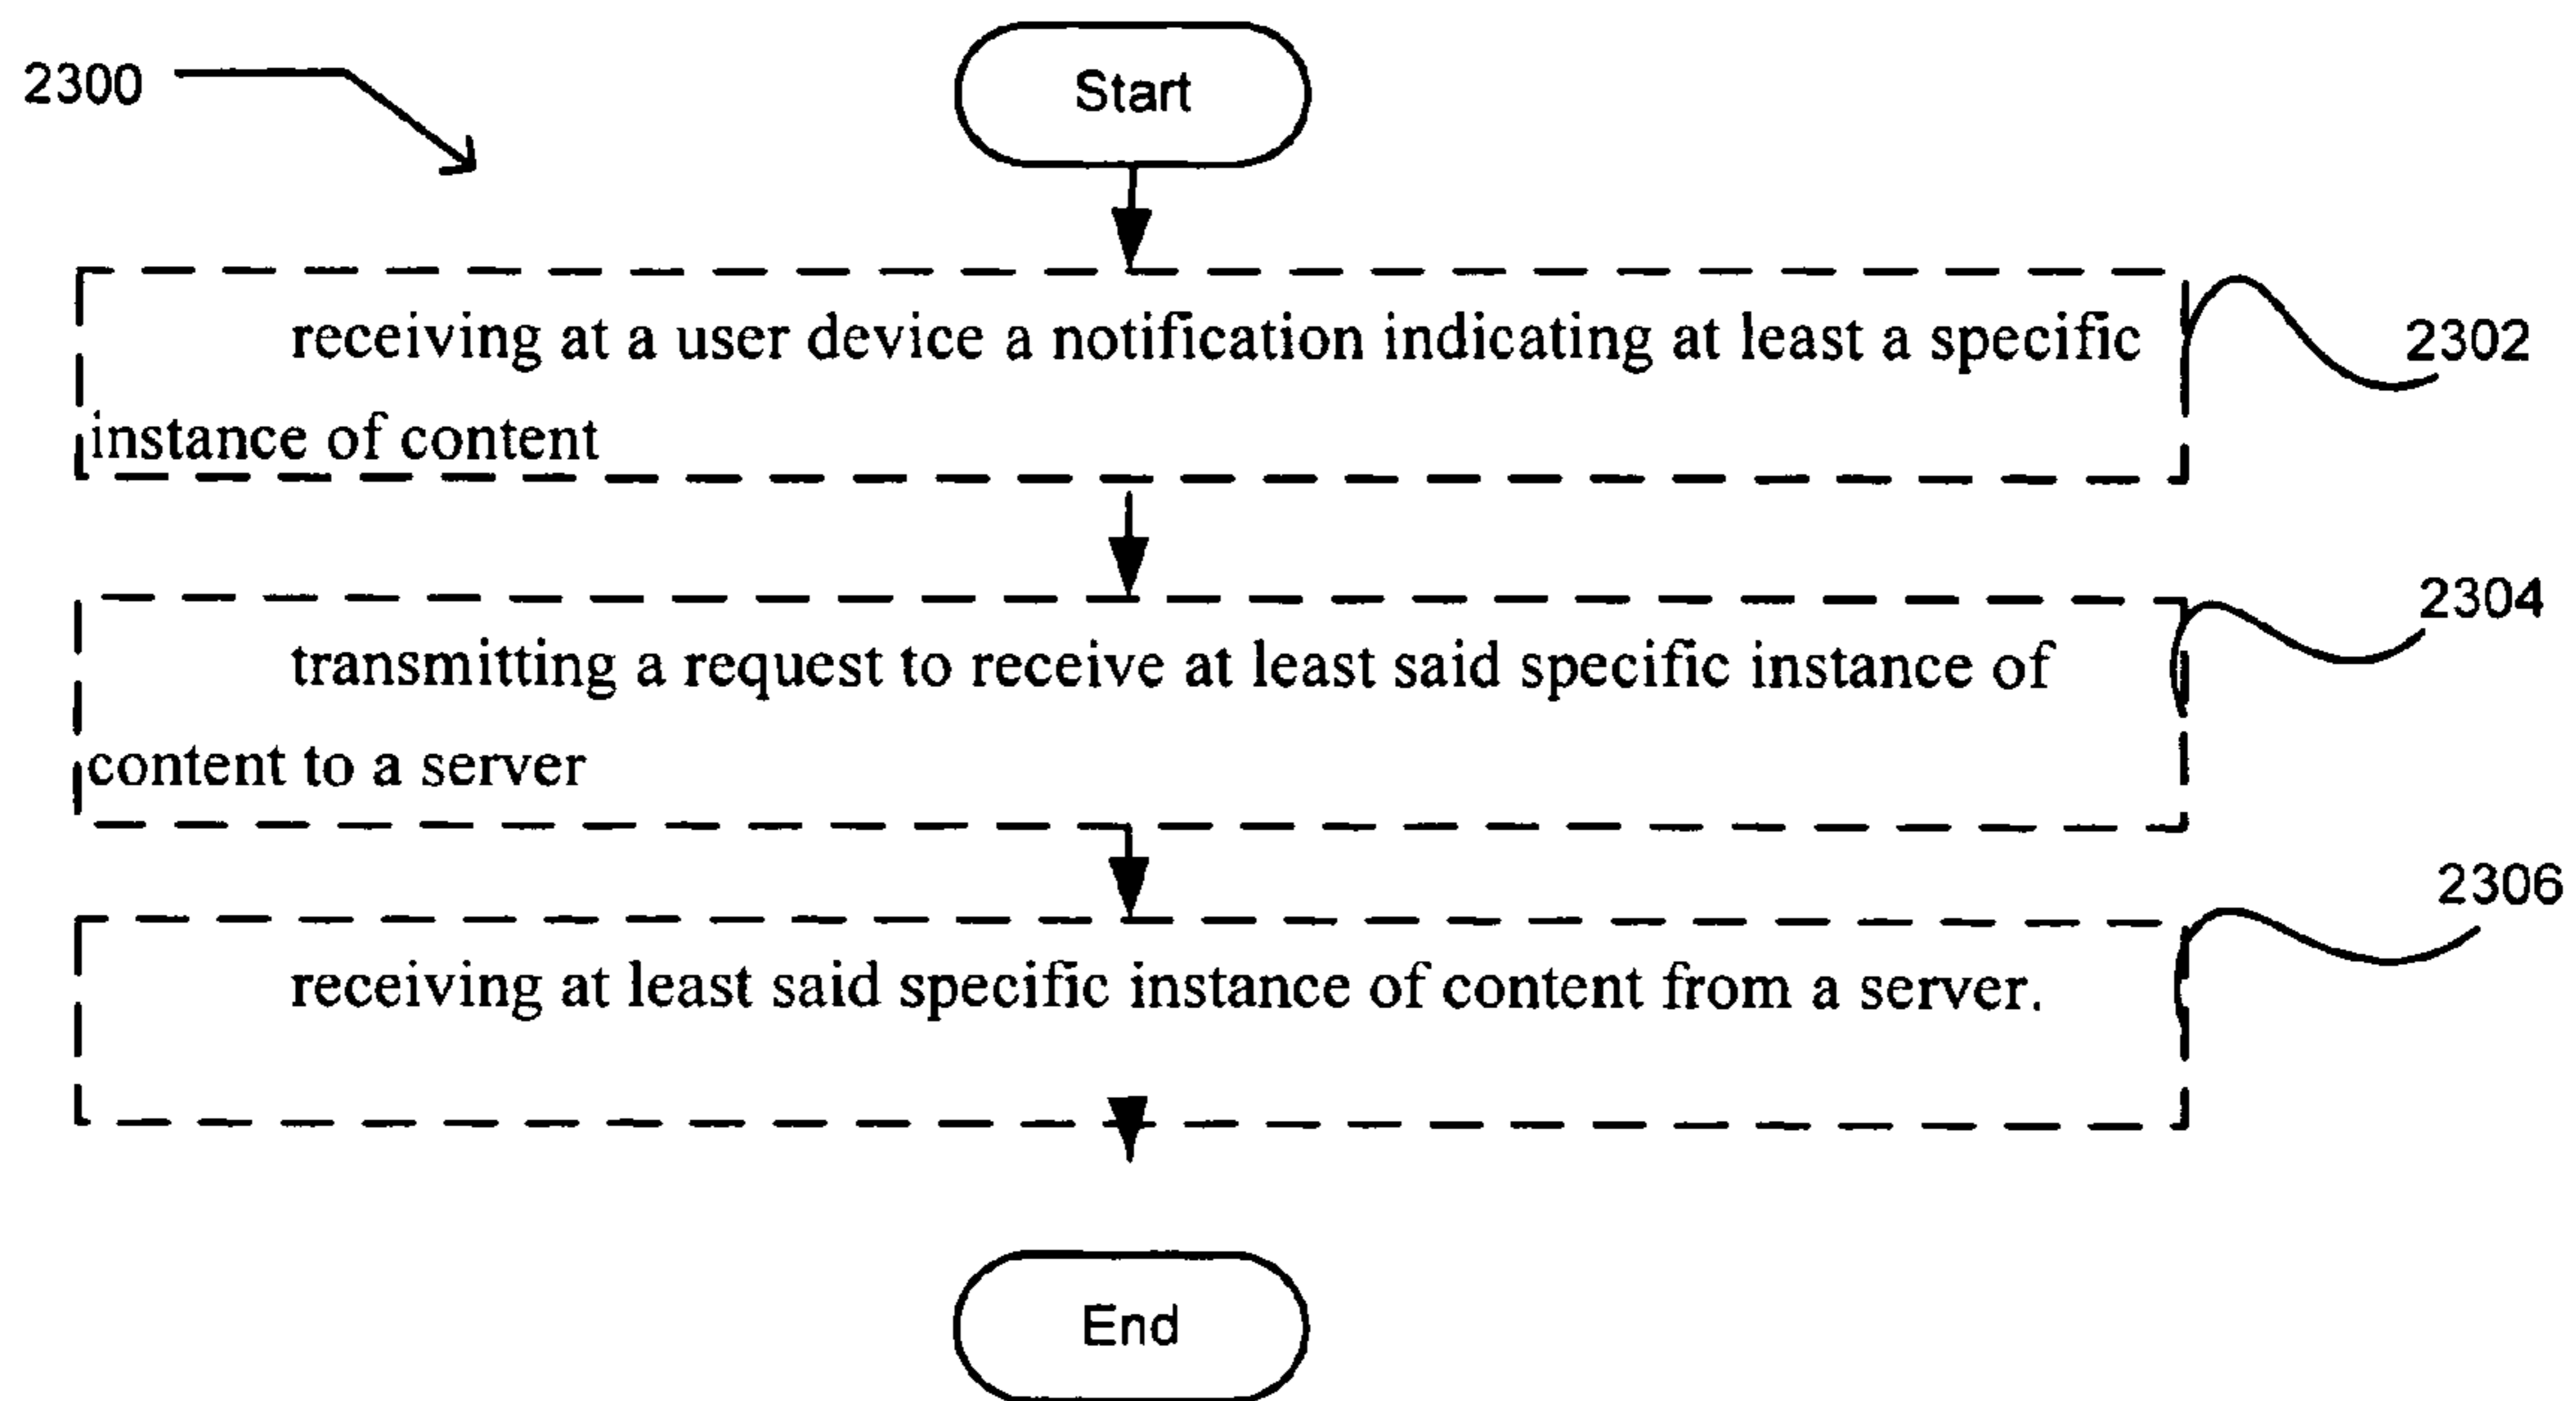 2300
Start
receiving at a user device a notification indicating at least a specific
instance of content
2302
transmitting a request to receive at least said specific instance of
content to a server
2304
receiving at least said specific instance of content from a server.
2306
End